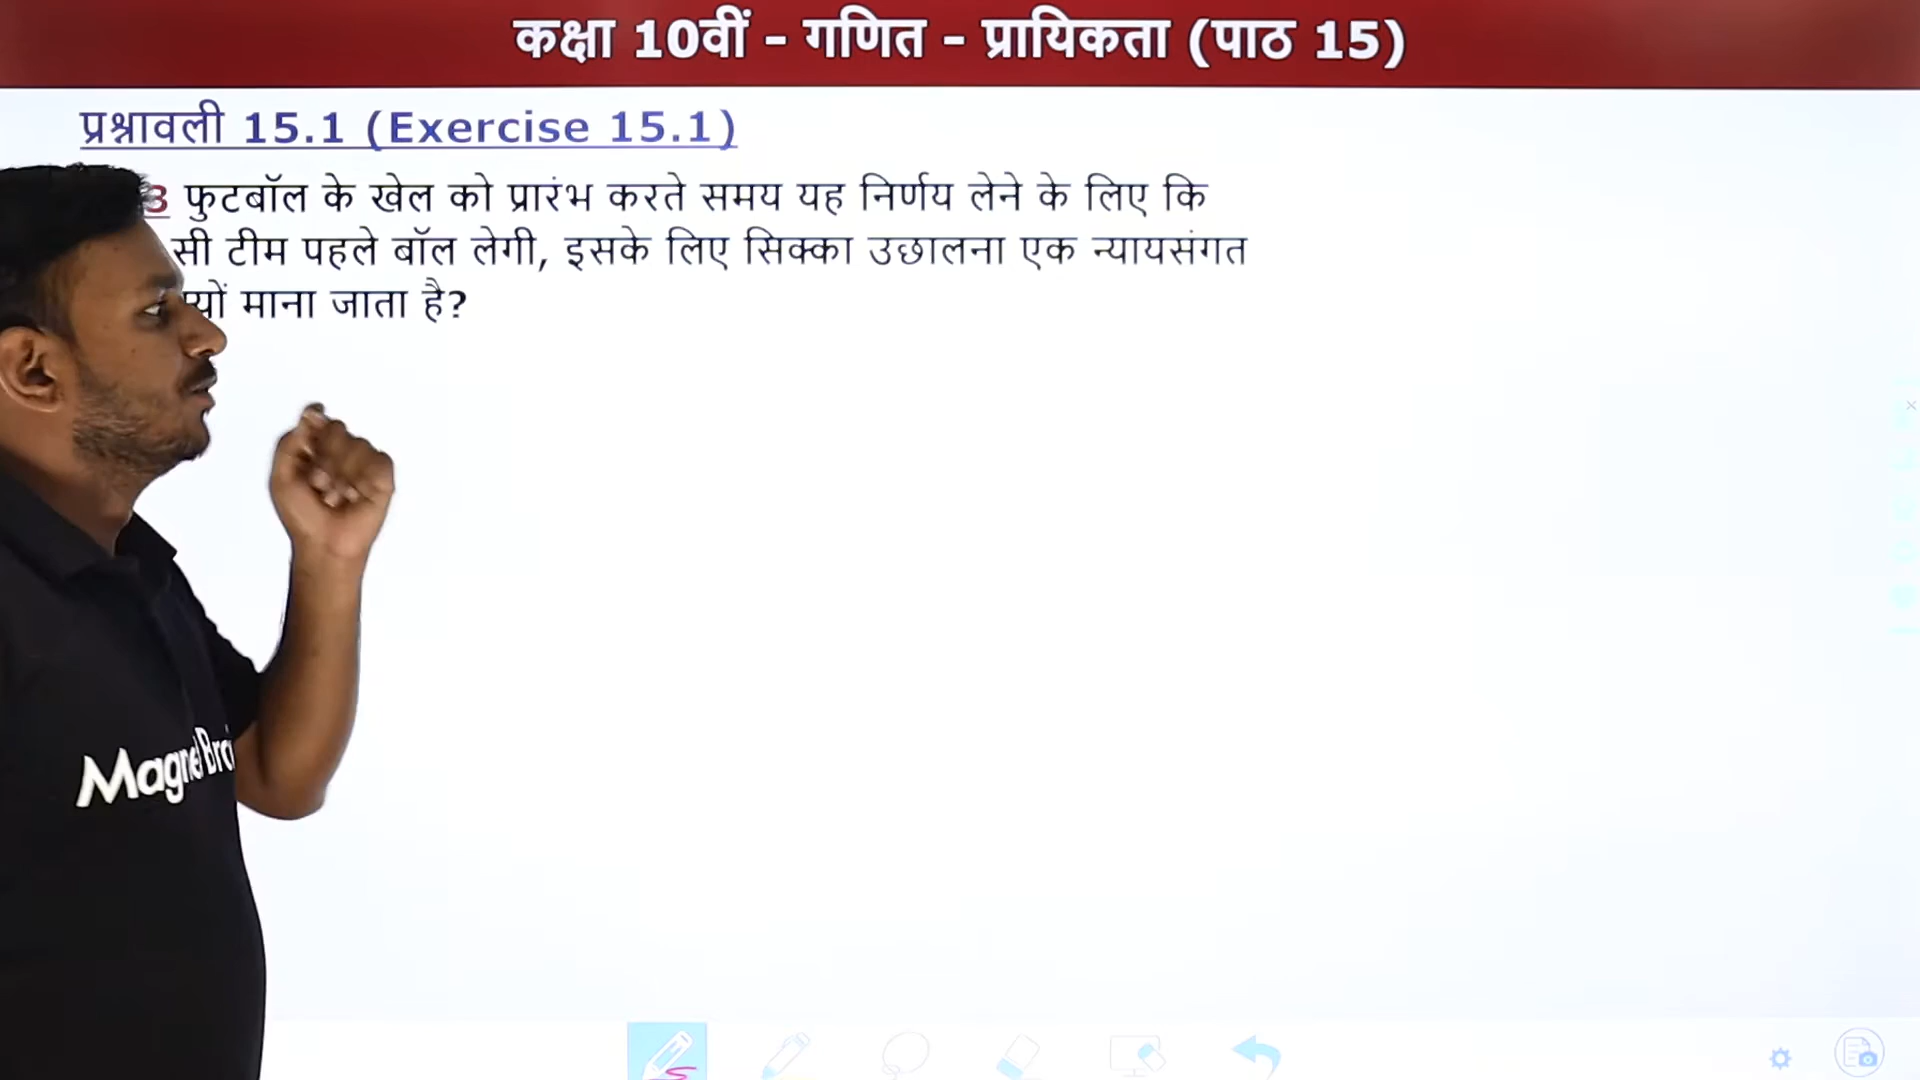 कक्षा 10वीं - गणित - प्रायिकता (पाठ 15)
प्रश्नावली 15.1 (Exercise 15.1)
3 फुटबॉल के खेल को प्रारंभ करते समय यह निर्णय लेने के लिए कि
सी टीम पहले बॉल लेगी, इसके लिए सिक्का उछालना एक न्यायसंगत
माना जाता है?